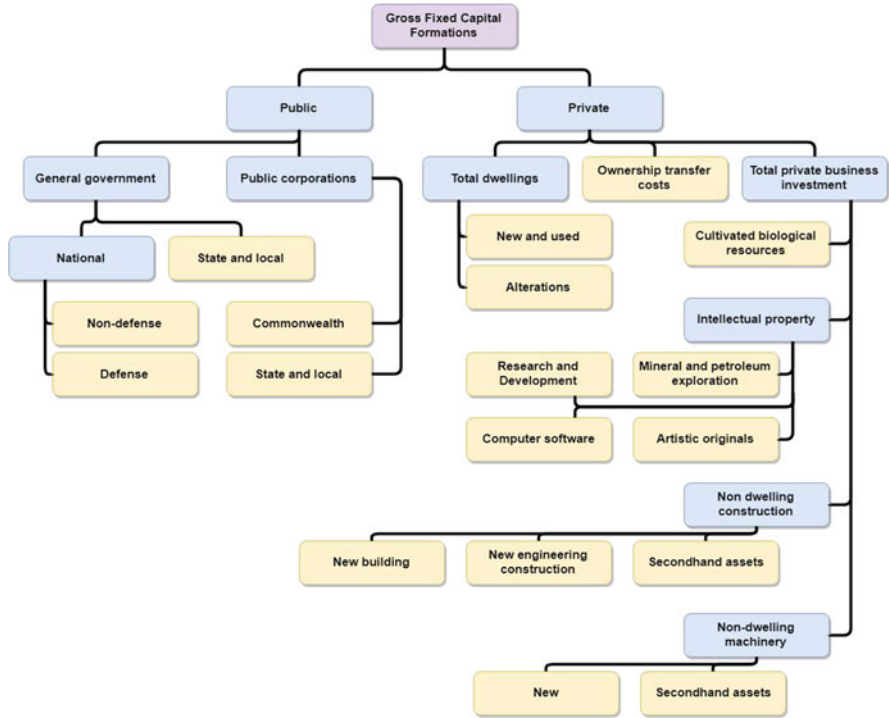 Gross Fixed Capital
Formations
Public
Private
General government
Public corporations
Total dwellings
Ownership transfer
costs
Total private business
investment
National
State and local
New and used
Cultivated biological
resources
Alterations
Non-defense
Commonwealth
Intellectual property
Defense
State and local
Research and
Development
Mineral and petroleum
exploration
Computer software
Artistic originals
Non dwelling
construction
New building
New engineering
construction
Secondhand assets
Non-dwelling
machinery
New
Secondhand assets